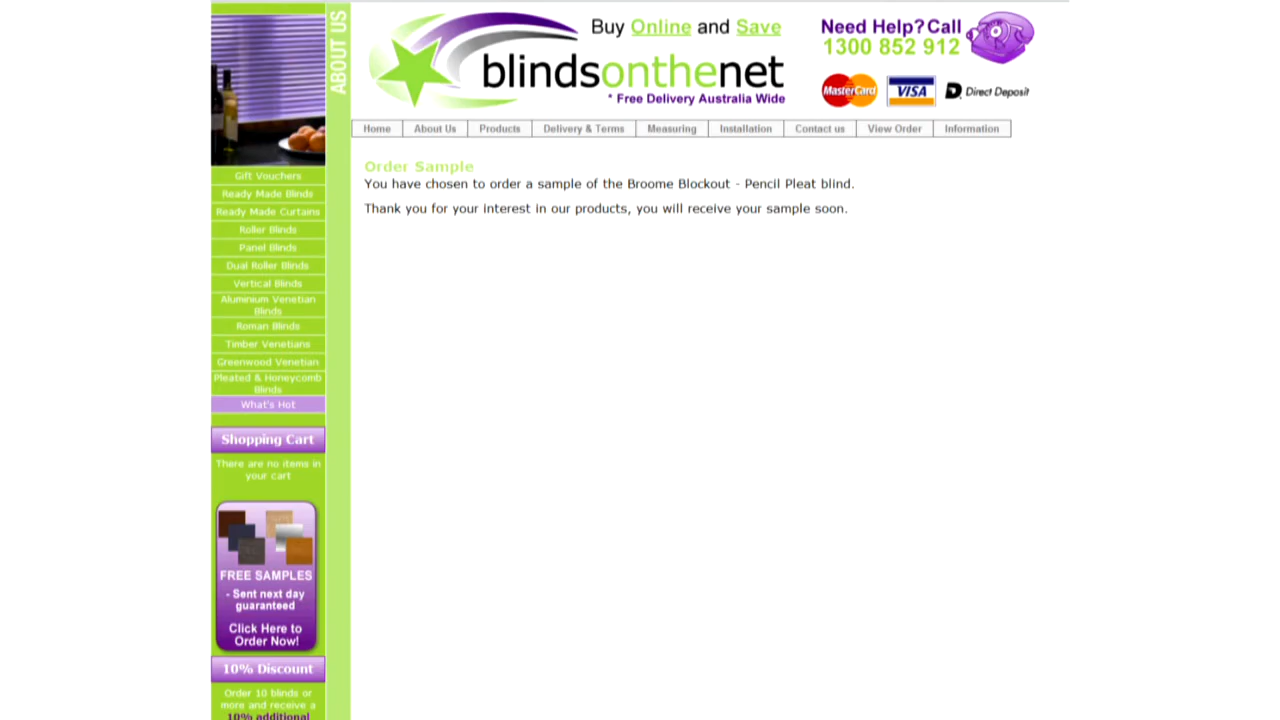 ABOUT US
Buy Online and Save
blindsonthenet
* Free Delivery Australia Wide
Need Help? Call
1300 852 912
MasterCard
VISA
D Direct Deposit
Home
About Us
Products
Delivery & Terms
Measuring
Installation
Contact us
View Order
Information
Gift Vouchers
Ready Made Blinds
Ready Made Curtains
Roller Blinds
Panel Blinds
Dual Roller Blinds
Vertical Blinds
Aluminium Venetian
Blinds
Roman Blinds
Timber Venetians
Greenwood Venetian
Pleated & Honeycomb
Blinds
What's Hot
Shopping Cart
There are no items in
your cart
FREE SAMPLES
- Sent next day
guaranteed
Click Here to
Order Now!
10% Discount
Order 10 blinds or
more and receive a
10% additional
Order Sample
You have chosen to order a sample of the Broome Blockout - Pencil Pleat blind.
Thank you for your interest in our products, you will receive your sample soon.